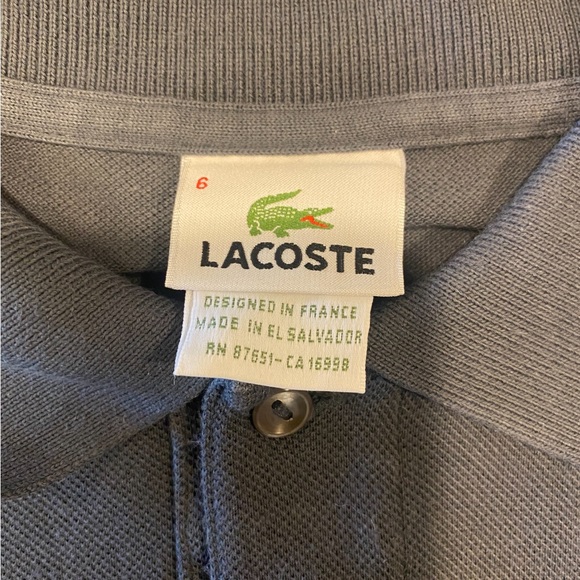 6
LACOSTE
DESIGNED IN FRANCE
MADE IN EL SALVADOR
RN 87651-CA 16998